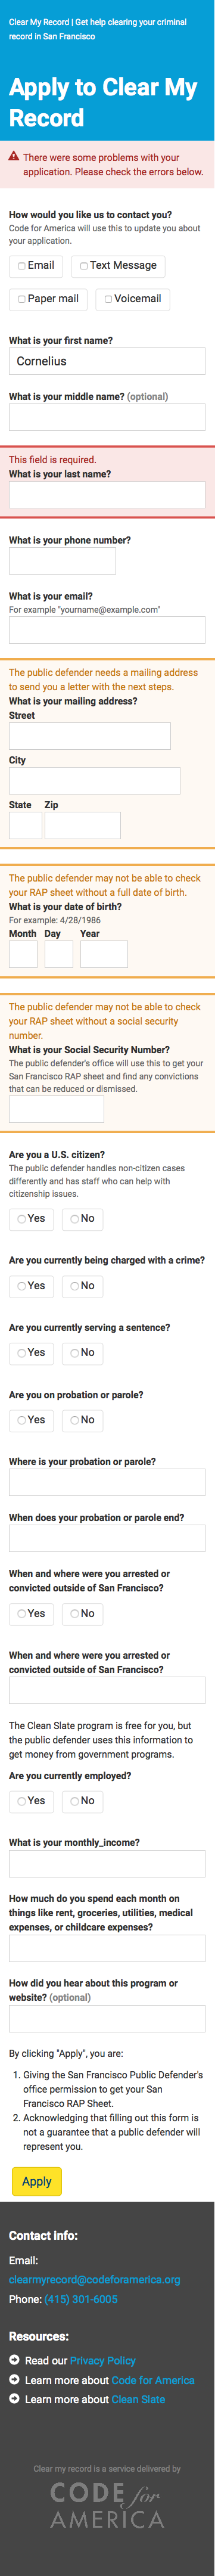 Clear My Record | Get help clearing your criminal
record in San Francisco
Apply to Clear My
Record
There were some problems with your
application. Please check the errors below.
How would you like us to contact you?
Code for America will use this to update you about
your application.
Email
Text Message
Paper mail
Voicemail
What is your first name?
Cornelius
What is your middle name? (optional)
This field is required.
What is your last name?
What is your phone number?
What is your email?
For example "yourname@example.com"
The public defender needs a mailing address
to send you a letter with the next steps.
What is your mailing address?
Street
City
State Zip
The public defender may not be able to check
your RAP sheet without a full date of birth.
What is your date of birth?
For example: 4/28/1986
Month Day Year
The public defender may not be able to check
your RAP sheet without a social security
number.
What is your Social Security Number?
The public defender's office will use this to get your
San Francisco RAP sheet and find any convictions
that can be reduced or dismissed.
Are you a U.S. citizen?
The public defender handles non-citizen cases
differently and has staff who can help with
citizenship issues.
Yes No
Are you currently being charged with a crime?
Yes No
Are you currently serving a sentence?
Yes No
Are you on probation or parole?
Yes No
Where is your probation or parole?
When does your probation or parole end?
When and where were you arrested or
convicted outside of San Francisco?
Yes No
When and where were you arrested or
convicted outside of San Francisco?
The Clean Slate program is free for you, but
the public defender uses this information to
get money from government programs.
Are you currently employed?
Yes No
What is your monthly_income?
How much do you spend each month on
things like rent, groceries, utilities, medical
expenses, or childcare expenses?
How did you hear about this program or
website? (optional)
By clicking "Apply", you are:
1. Giving the San Francisco Public Defender's
office permission to get your San
Francisco RAP Sheet.
2. Acknowledging that filling out this form is
not a guarantee that a public defender will
represent you.
Apply
Contact info:
Email:
clearmyrecord@codeforamerica.org
Phone: (415) 301-6005
Resources:
Read our Privacy Policy
Learn more about Code for America
Learn more about Clean Slate
Clear my record is a service delivered by
CODE for
AMERICA